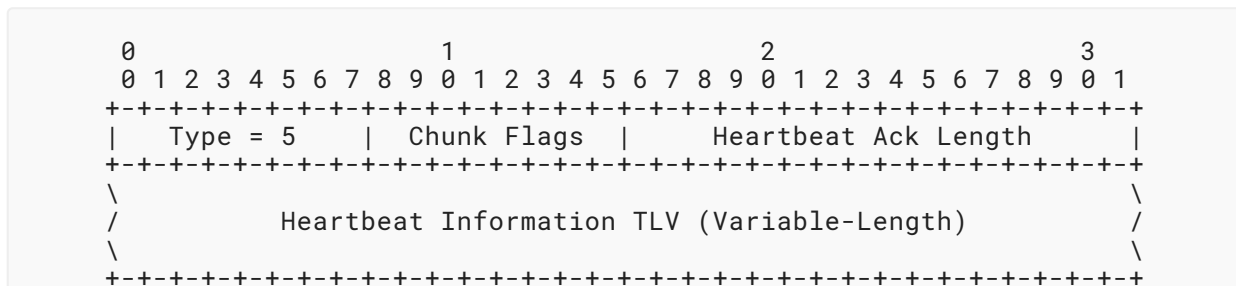 0                   1                   2                   3
 0 1 2 3 4 5 6 7 8 9 0 1 2 3 4 5 6 7 8 9 0 1 2 3 4 5 6 7 8 9 0 1
+-+-+-+-+-+-+-+-+-+-+-+-+-+-+-+-+-+-+-+-+-+-+-+-+-+-+-+-+-+-+-+-+
|   Type = 5    |  Chunk Flags  |     Heartbeat Ack Length      |
+-+-+-+-+-+-+-+-+-+-+-+-+-+-+-+-+-+-+-+-+-+-+-+-+-+-+-+-+-+-+-+-+
\                                                               \
/          Heartbeat Information TLV (Variable-Length)          /
\                                                               \
+-+-+-+-+-+-+-+-+-+-+-+-+-+-+-+-+-+-+-+-+-+-+-+-+-+-+-+-+-+-+-+-+